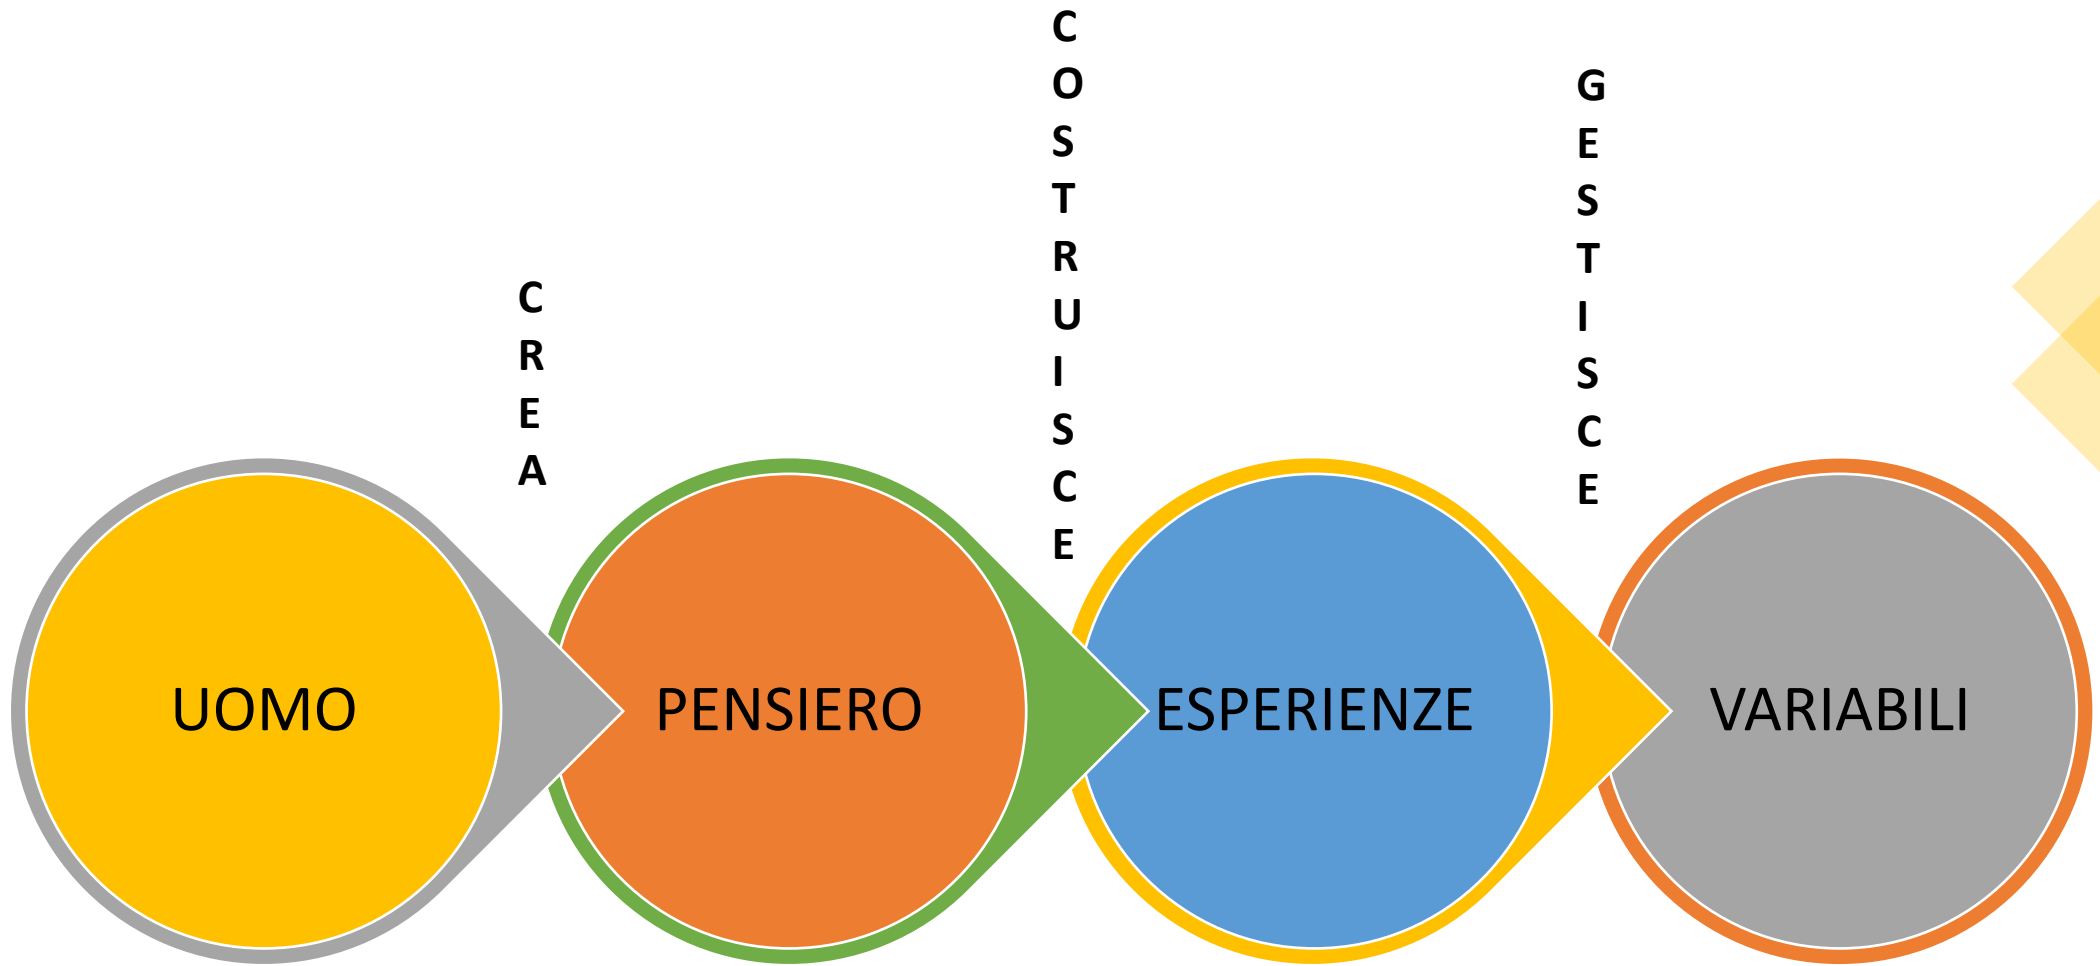 UOMO
CREA
PENSIERO
COSTRUISCE
ESPERIENZE
GESTISCE
VARIABILI